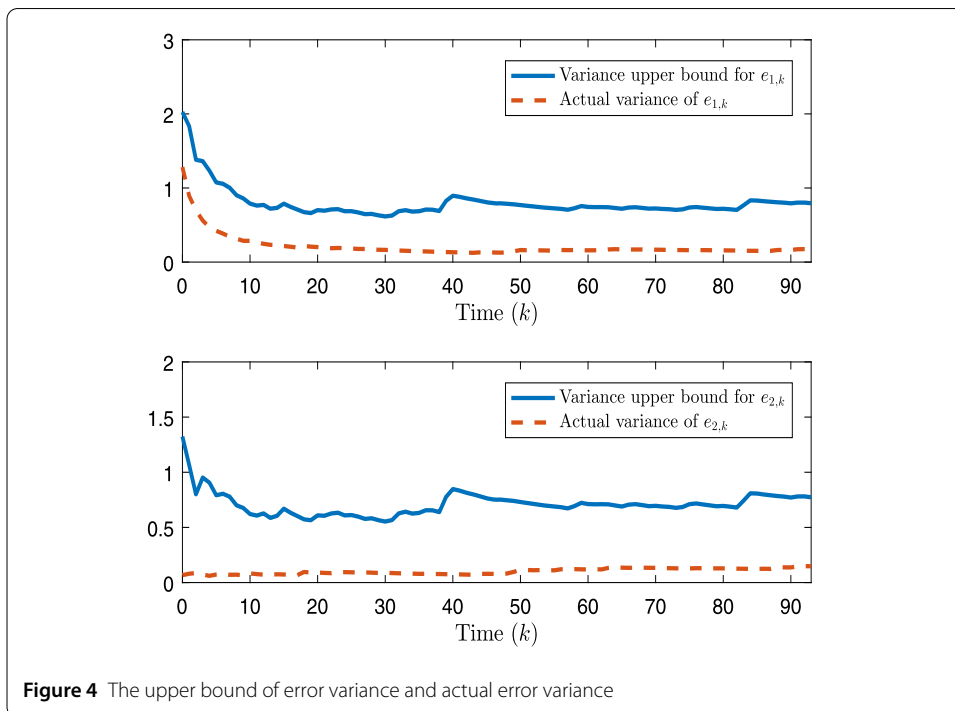 3
2
1
0
Variance upper bound for e1,k
Actual variance of e1,k
0 10 20 30 40 50 60 70 80 90
Time (k)
2
1.5
1
0.5
0
Variance upper bound for e2,k
Actual variance of e2,k
0 10 20 30 40 50 60 70 80 90
Time (k)
Figure 4 The upper bound of error variance and actual error variance